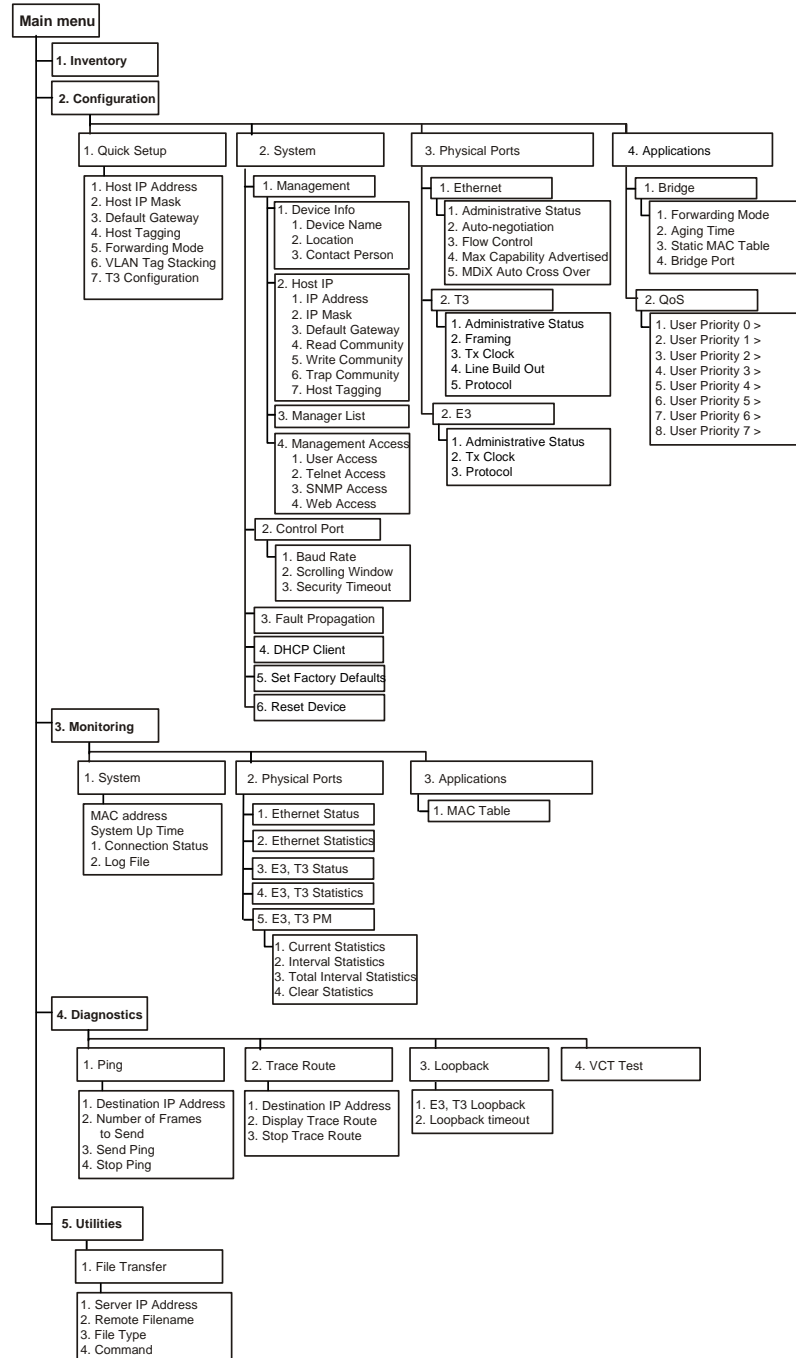 Main menu
1. Inventory
2. Configuration
1. Quick Setup
1. Host IP Address
2. Host IP Mask
3. Default Gateway
4. Host Tagging
5. Forwarding Mode
6. VLAN Tag Stacking
7. T3 Configuration
2. System
1. Management
1. Device Info
1. Device Name
2. Location
3. Contact Person
2. Host IP
1. IP Address
2. IP Mask
3. Default Gateway
4. Read Community
5. Write Community
6. Trap Community
7. Host Tagging
3. Manager List
4. Management Access
1. User Access
2. Telnet Access
3. SNMP Access
4. Web Access
2. Control Port
1. Baud Rate
2. Scrolling Window
3. Security Timeout
3. Fault Propagation
4. DHCP Client
5. Set Factory Defaults
6. Reset Device
3. Physical Ports
1. Ethernet
1. Administrative Status
2. Auto-negotiation
3. Flow Control
4. Max Capability Advertised
5. MDiX Auto Cross Over
2. T3
1. Administrative Status
2. Framing
3. Tx Clock
4. Line Build Out
5. Protocol
2. E3
1. Administrative Status
2. Tx Clock
3. Protocol
4. Applications
1. Bridge
1. Forwarding Mode
2. Aging Time
3. Static MAC Table
4. Bridge Port
2. QoS
1. User Priority 0 >
2. User Priority 1 >
3. User Priority 2 >
4. User Priority 3 >
5. User Priority 4 >
6. User Priority 5 >
7. User Priority 6 >
8. User Priority 7 >
3. Monitoring
1. System
MAC address
System Up Time
1. Connection Status
2. Log File
2. Physical Ports
1. Ethernet Status
2. Ethernet Statistics
3. E3, T3 Status
4. E3, T3 Statistics
5. E3, T3 PM
1. Current Statistics
2. Interval Statistics
3. Total Interval Statistics
4. Clear Statistics
3. Applications
1. MAC Table
4. Diagnostics
1. Ping
1. Destination IP Address
2. Number of Frames
to Send
3. Send Ping
4. Stop Ping
2. Trace Route
1. Destination IP Address
2. Display Trace Route
3. Stop Trace Route
3. Loopback
1. E3, T3 Loopback
2. Loopback timeout
4. VCT Test
5. Utilities
1. File Transfer
1. Server IP Address
2. Remote Filename
3. File Type
4. Command